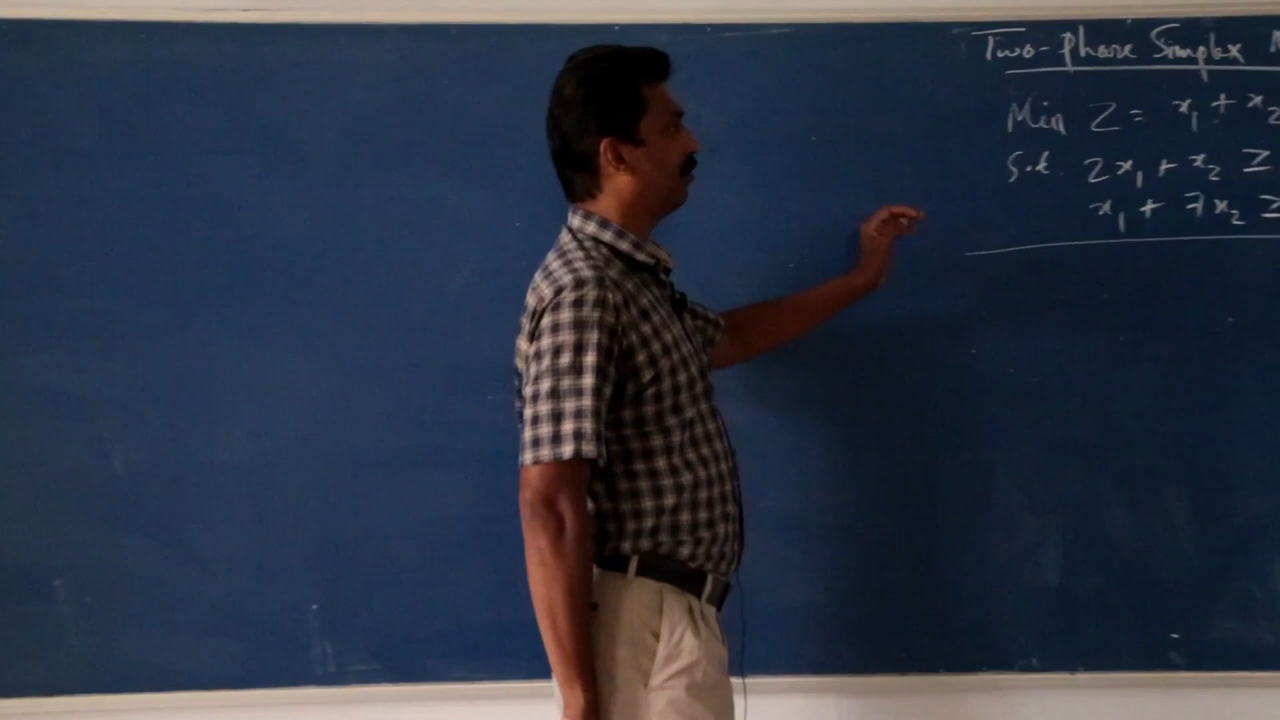 Two-phase Simplex
Min Z = x₁ + x₂
S.t. 2x₁ + x₂ ≥
x₁ + 7x₂ ≥